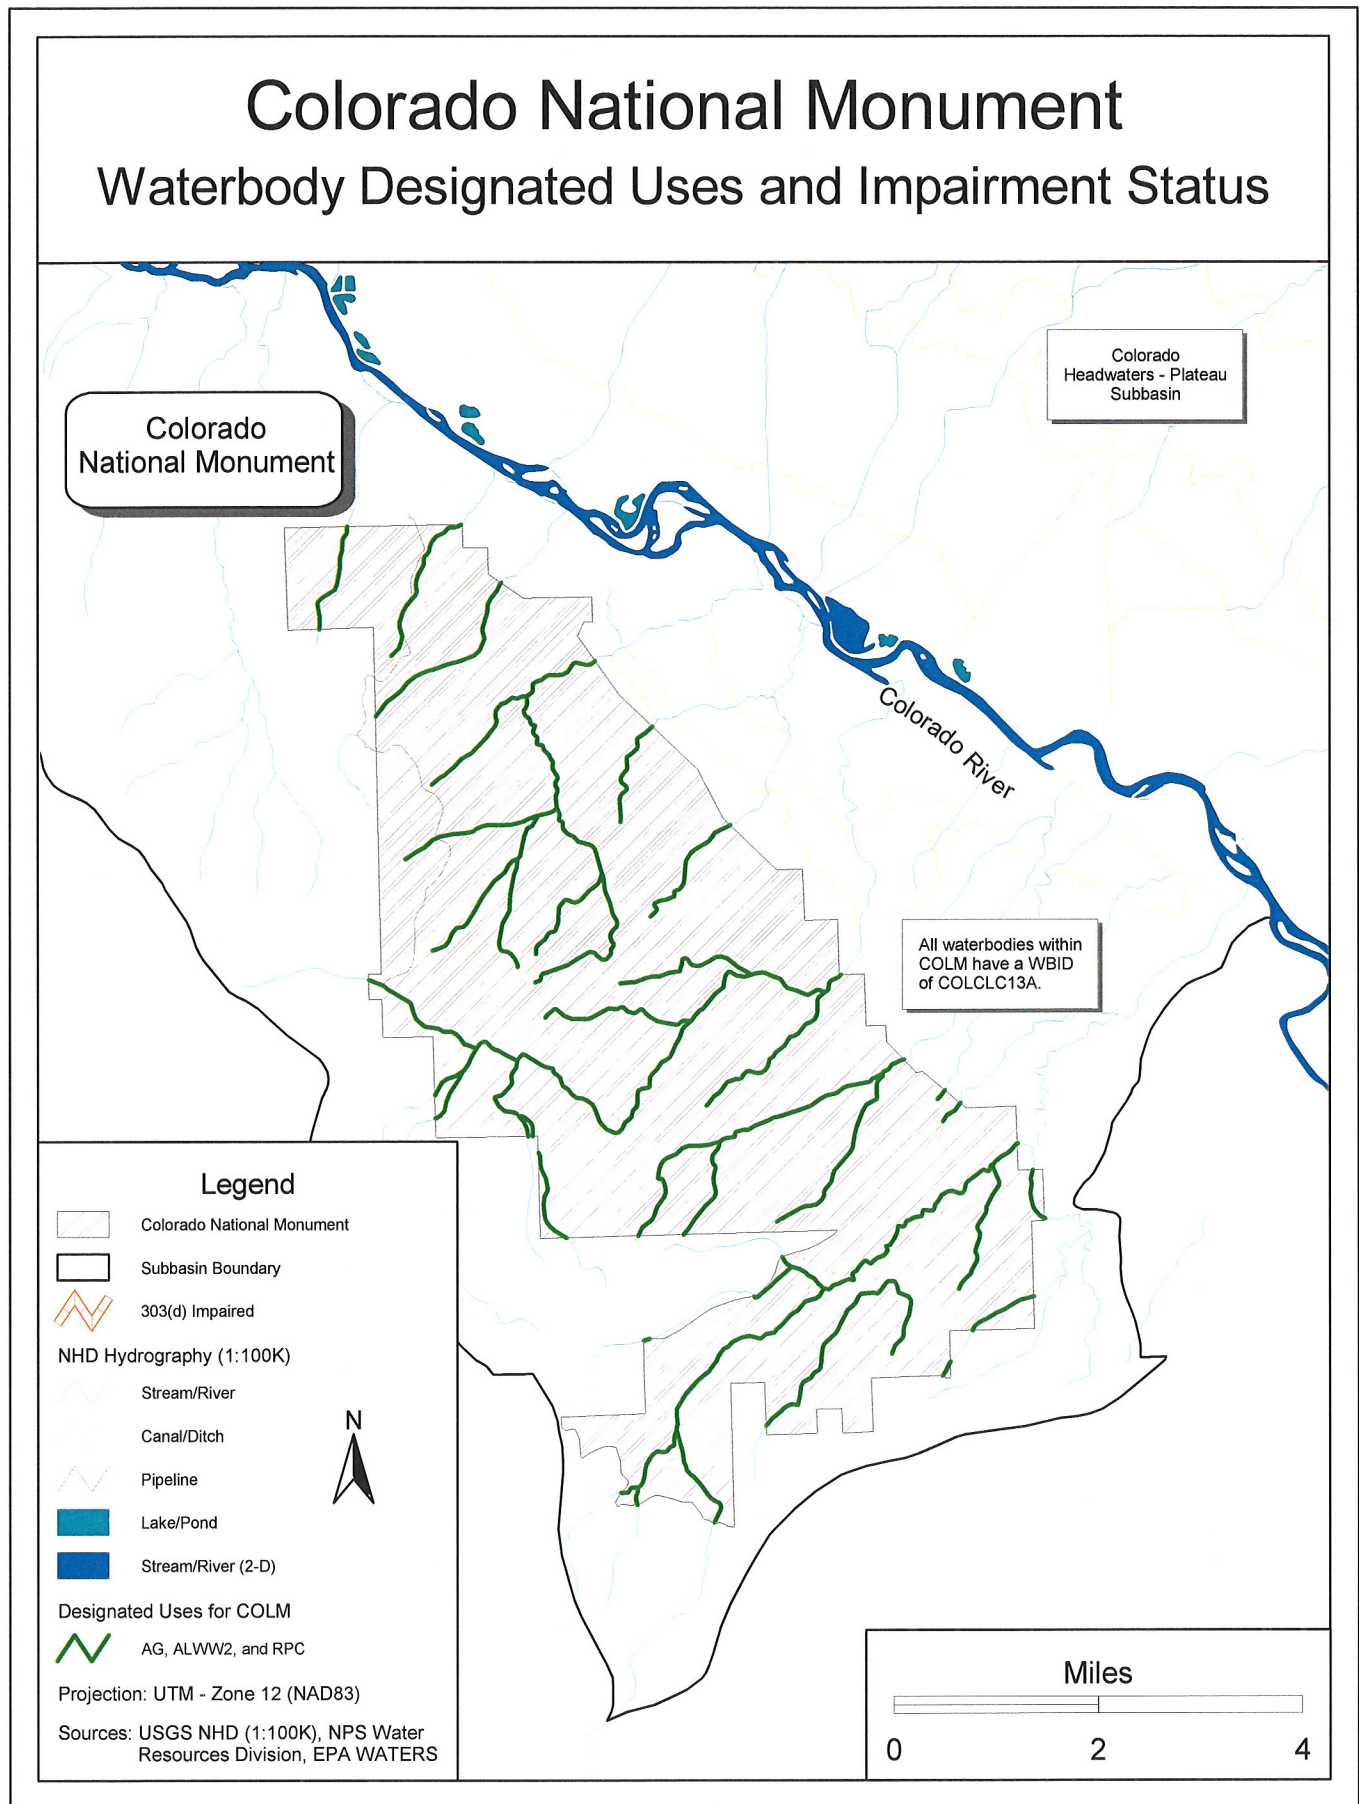 Colorado National Monument
Waterbody Designated Uses and Impairment Status
Colorado
Headwaters - Plateau
Subbasin
Colorado
National Monument
Colorado River
All waterbodies within
COLM have a WBID
of COLCLC13A.
Legend
Colorado National Monument
Subbasin Boundary
303(d) Impaired
NHD Hydrography (1:100K)
Stream/River
Canal/Ditch
Pipeline
Lake/Pond
Stream/River (2-D)
Designated Uses for COLM
AG, ALWW2, and RPC
Projection: UTM - Zone 12 (NAD83)
Sources: USGS NHD (1:100K), NPS Water
Resources Division, EPA WATERS
N
Miles
0 2 4